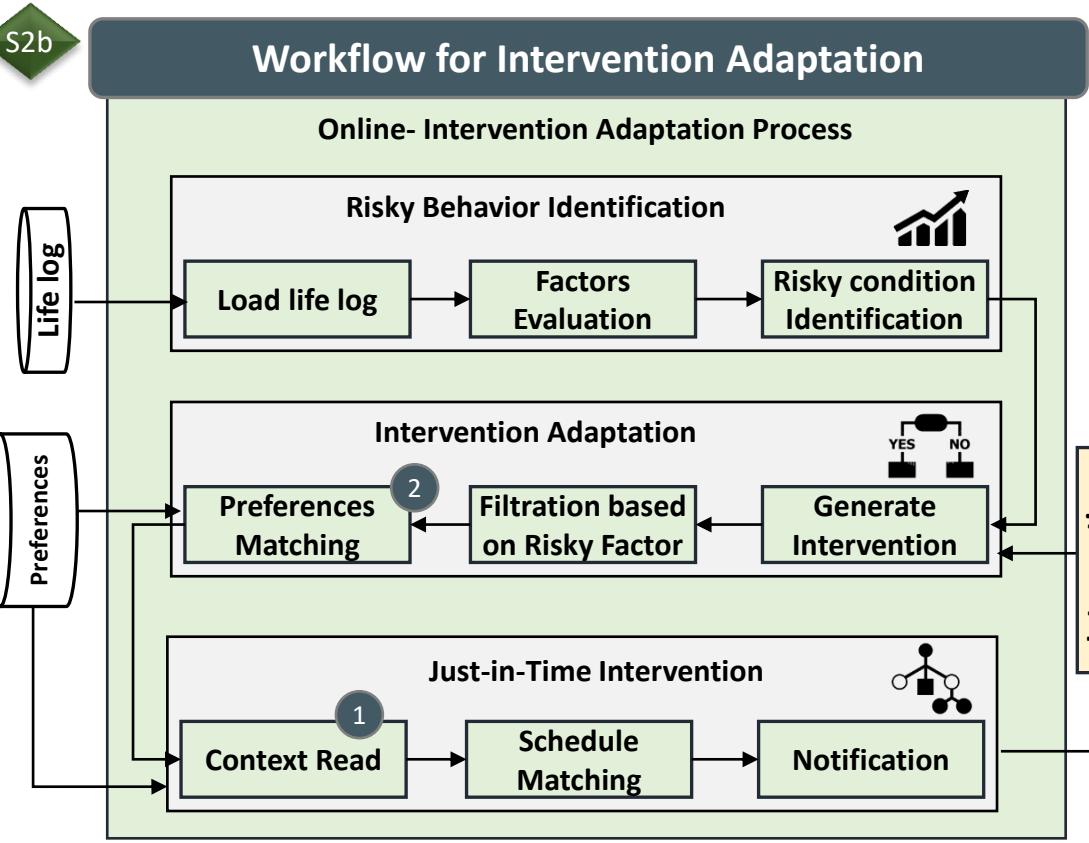 S2b
Workflow for Intervention Adaptation
Online- Intervention Adaptation Process
Risky Behavior Identification
Life log
Load life log
Factors
Evaluation
Risky condition
Identification
Intervention Adaptation
YES NO
Preferences
2
Preferences
Matching
Filtration based
on Risky Factor
Generate
Intervention
Just-in-Time Intervention
1
Context Read
Schedule
Matching
Notification